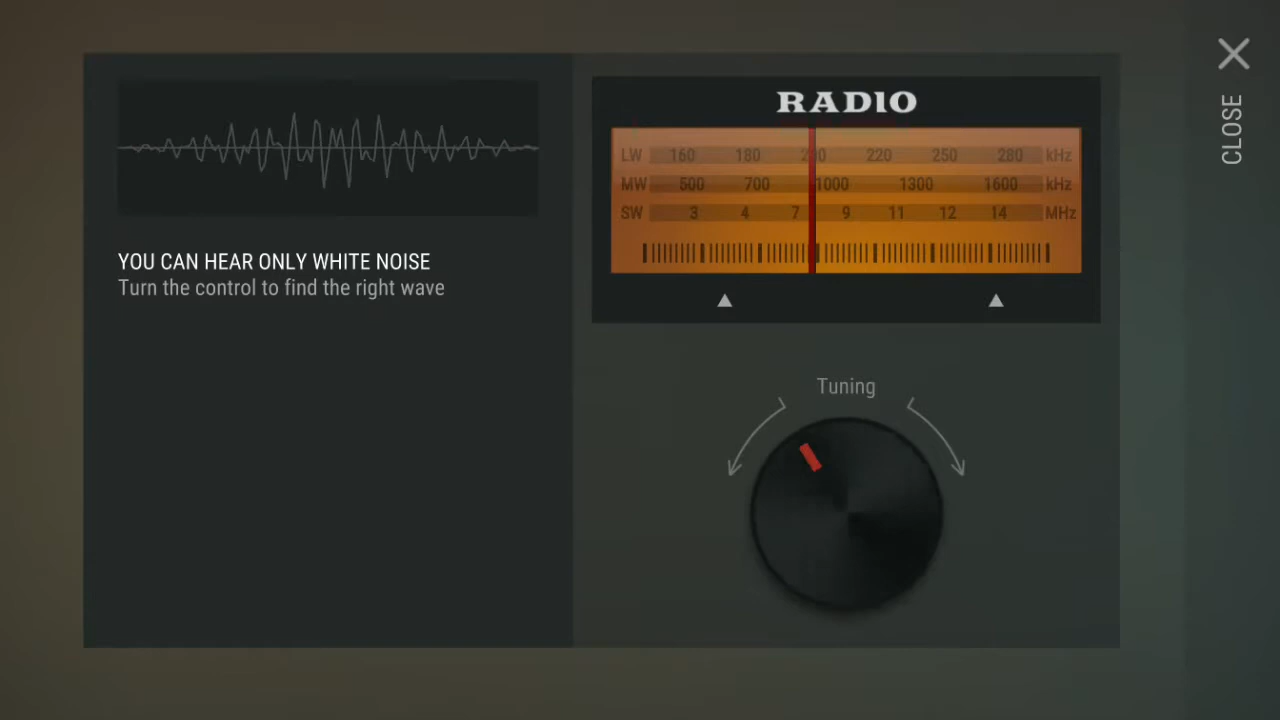 RADIO
LW 160 180 200 220 250 280 kHz
MW 500 700 1000 1300 1600 kHz
SW 3 4 7 9 11 12 14 MHz
YOU CAN HEAR ONLY WHITE NOISE
Turn the control to find the right wave
Tuning
CLOSE